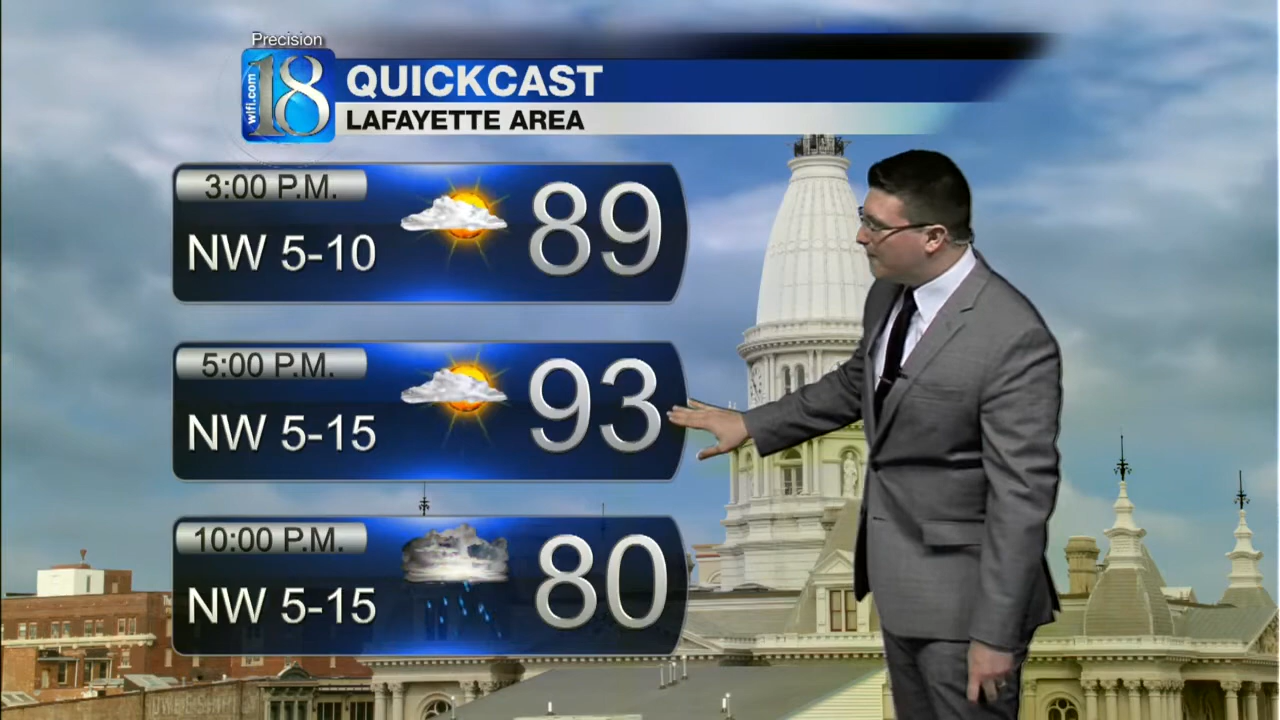 Precision
wlfi.com
18
QUICKCAST
LAFAYETTE AREA
3:00 P.M.
NW 5-10
89
5:00 P.M.
NW 5-15
93
10:00 P.M.
NW 5-15
80